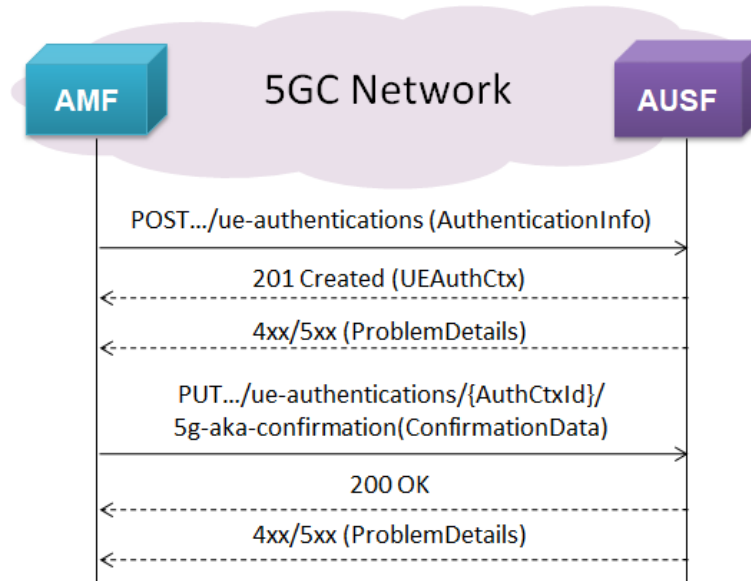 5GC Network
AMF
AUSF
POST.../ue-authentications (AuthenticationInfo)
201 Created (UEAuthCtx)
4xx/5xx (ProblemDetails)
PUT.../ue-authentications/{AuthCtxId}/
5g-aka-confirmation(ConfirmationData)
200 OK
4xx/5xx (ProblemDetails)